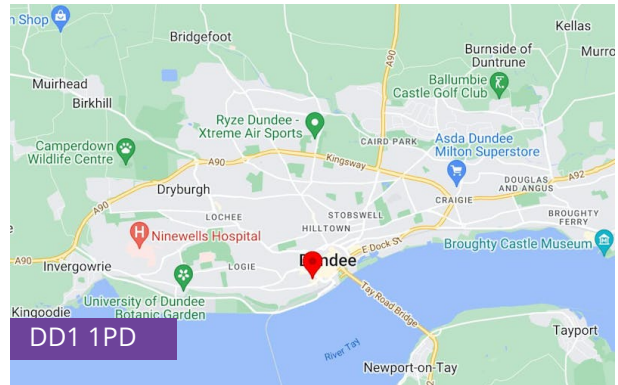 n Shop
Kellas
Bridgefoot
Burnside of
Duntrune
Murro
A90
Muirhead
Birkhill
Ballumbie
Castle Golf Club
Ryze Dundee -
Xtreme Air Sports
CAIRD PARK
Asda Dundee
Milton Superstore
Camperdown
Wildlife Centre
A90
Kingsway
DOUGLAS
AND ANGUS
A92
Dryburgh
CRAIGIE
A90
LOCHEE
STOBSWELL
BROUGHTY
FERRY
HILLTOWN
Ninewells Hospital
H
E Dock St
Broughty Castle Museum
A90
Invergowrie
LOGIE
Dundee
University of Dundee
Botanic Garden
Tay Road Bridge
Kingoodie
DD1 1PD
Tayport
River Tay
Newport-on-Tay